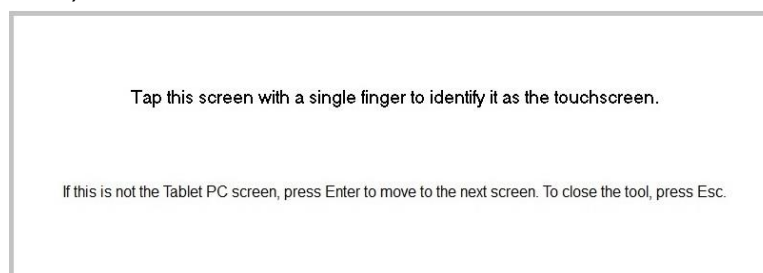 Tap this screen with a single finger to identify it as the touchscreen.
If this is not the Tablet PC screen, press Enter to move to the next screen. To close the tool, press Esc.